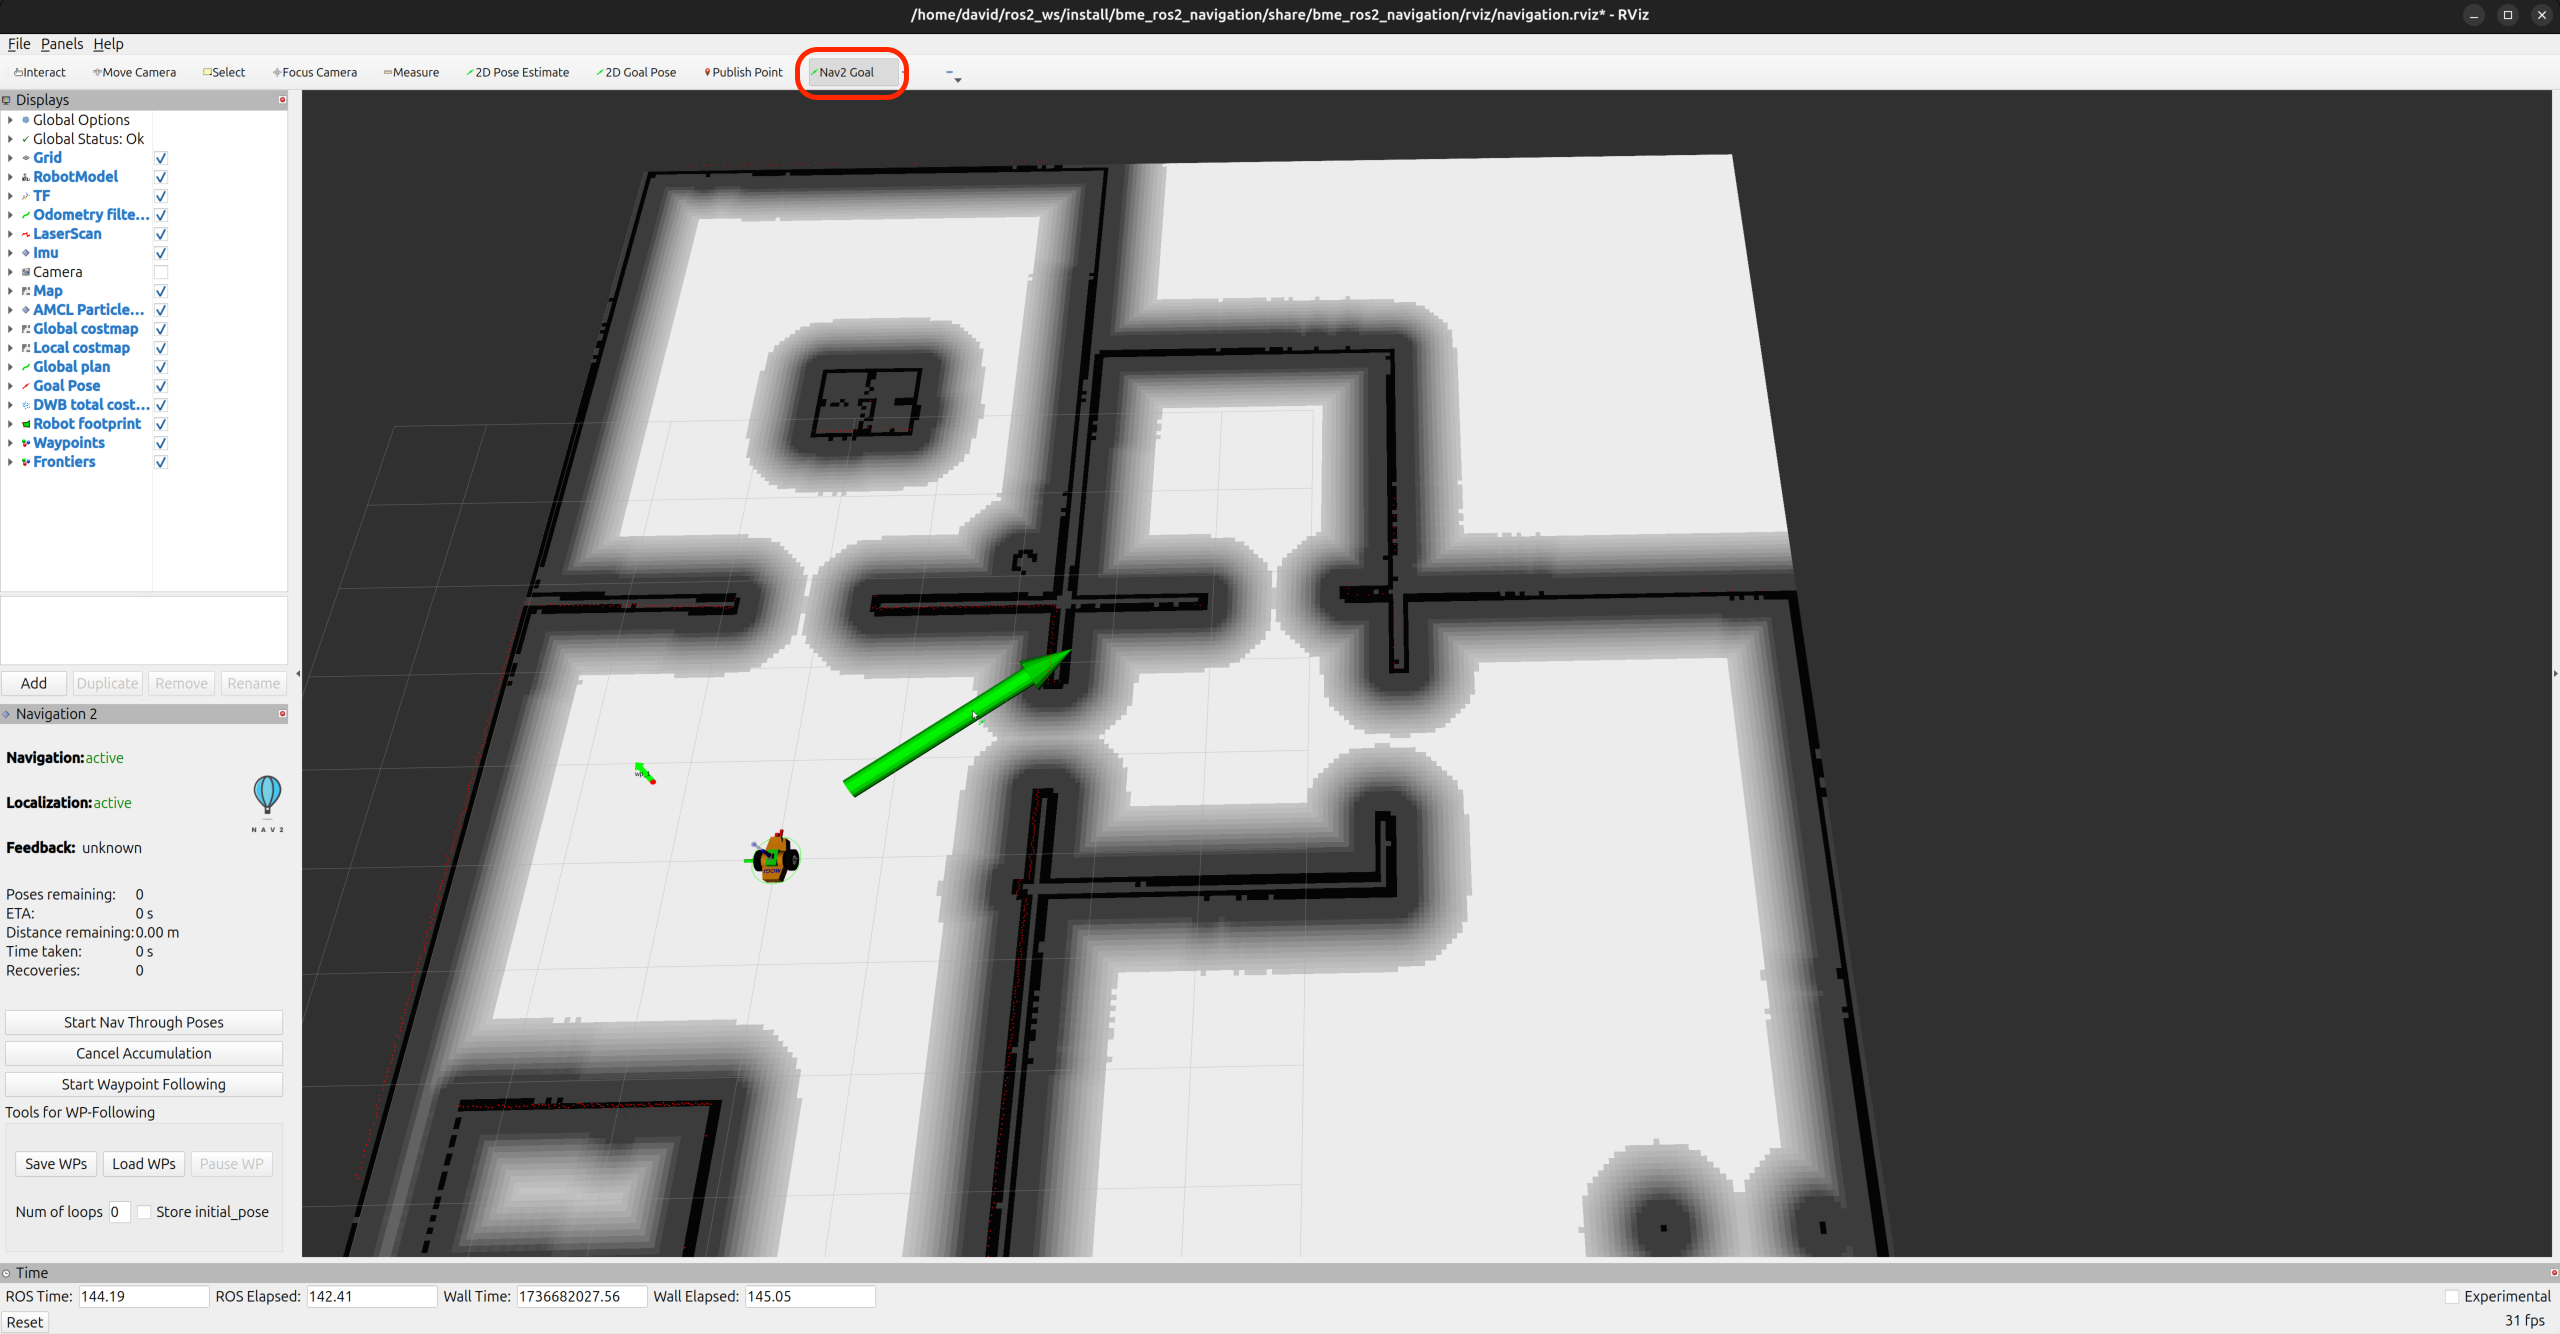 /home/david/ros2_ws/install/bme_ros2_navigation/share/bme_ros2_navigation/rviz/navigation.rviz* - RViz
File Panels Help
Interact Move Camera Select Focus Camera Measure 2D Pose Estimate 2D Goal Pose Publish Point Nav2 Goal
Displays
Global Options
Global Status: Ok
Grid
RobotModel
TF
Odometry filte...
LaserScan
Imu
Camera
Map
AMCL Particle...
Global costmap
Local costmap
Global plan
Goal Pose
DWB total cost...
Robot footprint
Waypoints
Frontiers
Add Duplicate Remove Rename
Navigation 2
Navigation: active
Localization: active
NAV2
Feedback: unknown
Poses remaining: 0
ETA: 0 s
Distance remaining: 0.00 m
Time taken: 0 s
Recoveries: 0
Start Nav Through Poses
Cancel Accumulation
Start Waypoint Following
Tools for WP-Following
Save WPs Load WPs Pause WP
Num of loops 0 Store initial_pose
Time
ROS Time: 144.19 ROS Elapsed: 142.41 Wall Time: 1736682027.56 Wall Elapsed: 145.05 Experimental
Reset 31 fps